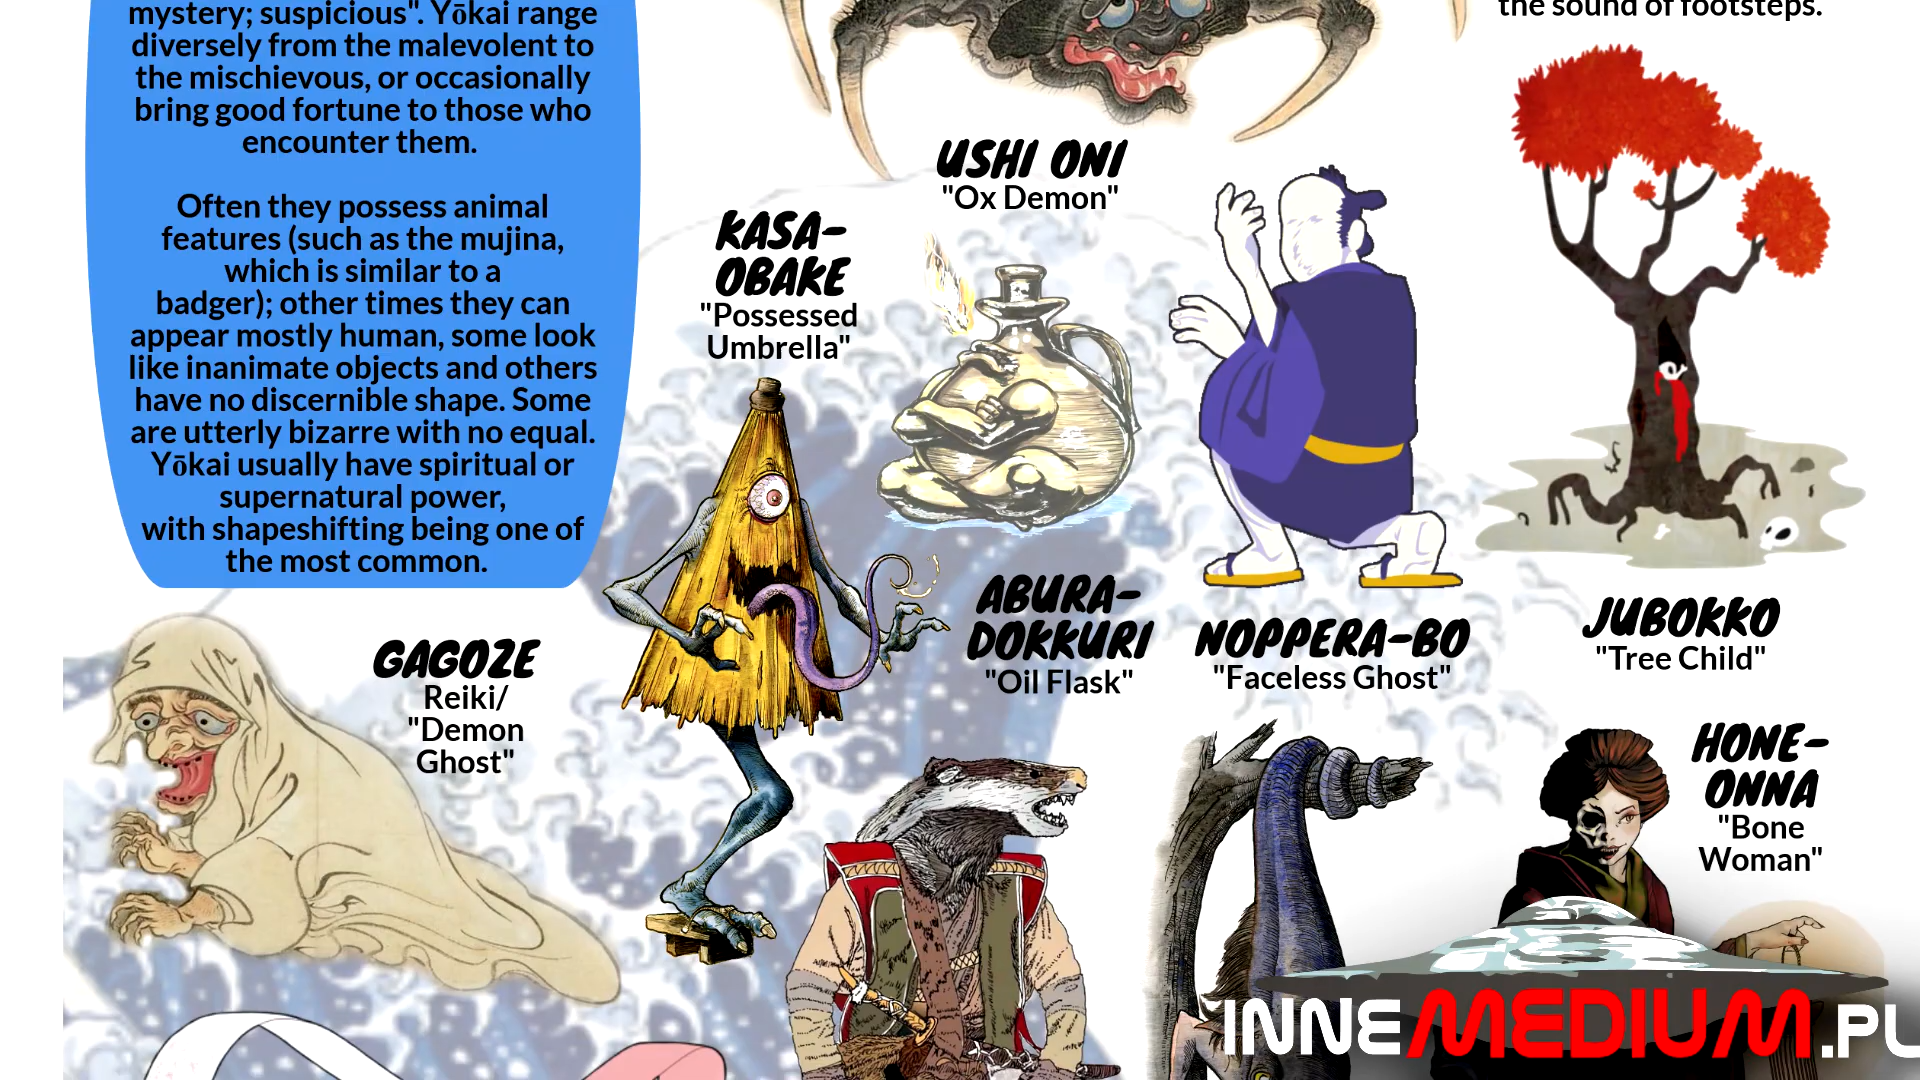 mystery; suspicious". Yōkai range
diversely from the malevolent to
the mischievous, or occasionally
bring good fortune to those who
encounter them.
Often they possess animal
features (such as the mujina,
which is similar to a
badger); other times they can
appear mostly human, some look
like inanimate objects and others
have no discernible shape. Some
are utterly bizarre with no equal.
Yōkai usually have spiritual or
supernatural power,
with shapeshifting being one of
the most common.
the sound of footsteps.
USHI ONI
"Ox Demon"
KASA-
OBAKE
"Possessed
Umbrella"
ABURA-
DOKKURI
"Oil Flask"
NOPPERA-BO
"Faceless Ghost"
JUBOKKO
"Tree Child"
GAGOZE
Reiki/
"Demon
Ghost"
HONE-
ONNA
"Bone
Woman"
INNEMEDIUM.PL